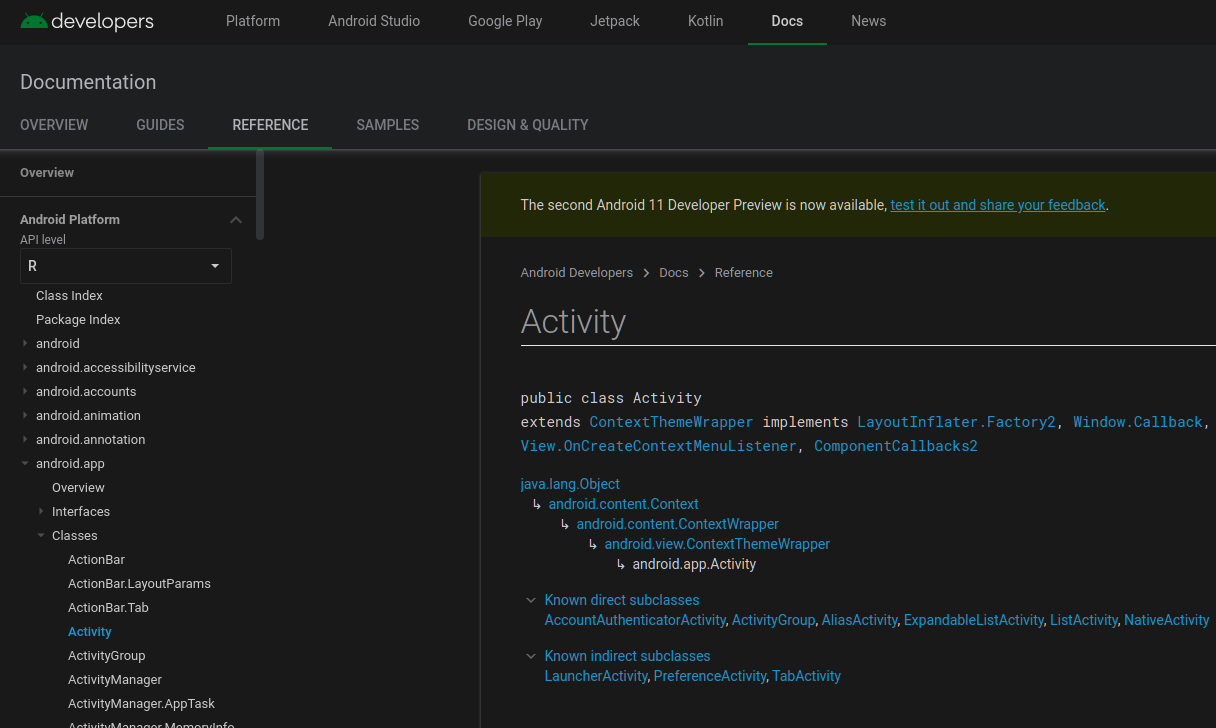 developers Platform Android Studio Google Play Jetpack Kotlin Docs News
Documentation
OVERVIEW GUIDES REFERENCE SAMPLES DESIGN & QUALITY
Overview
Android Platform
API level
R
Class Index
Package Index
android
android.accessibilityservice
android.accounts
android.animation
android.annotation
android.app
Overview
Interfaces
Classes
ActionBar
ActionBar.LayoutParams
ActionBar.Tab
Activity
ActivityGroup
ActivityManager
ActivityManager.AppTask
ActivityManager.MemoryInfo
The second Android 11 Developer Preview is now available, test it out and share your feedback.
Android Developers > Docs > Reference
Activity
public class Activity
extends ContextThemeWrapper implements LayoutInflater.Factory2, Window.Callback,
View.OnCreateContextMenuListener, ComponentCallbacks2
java.lang.Object
↳ android.content.Context
↳ android.content.ContextWrapper
↳ android.view.ContextThemeWrapper
↳ android.app.Activity
Known direct subclasses
AccountAuthenticatorActivity, ActivityGroup, AliasActivity, ExpandableListActivity, ListActivity, NativeActivity
Known indirect subclasses
LauncherActivity, PreferenceActivity, TabActivity